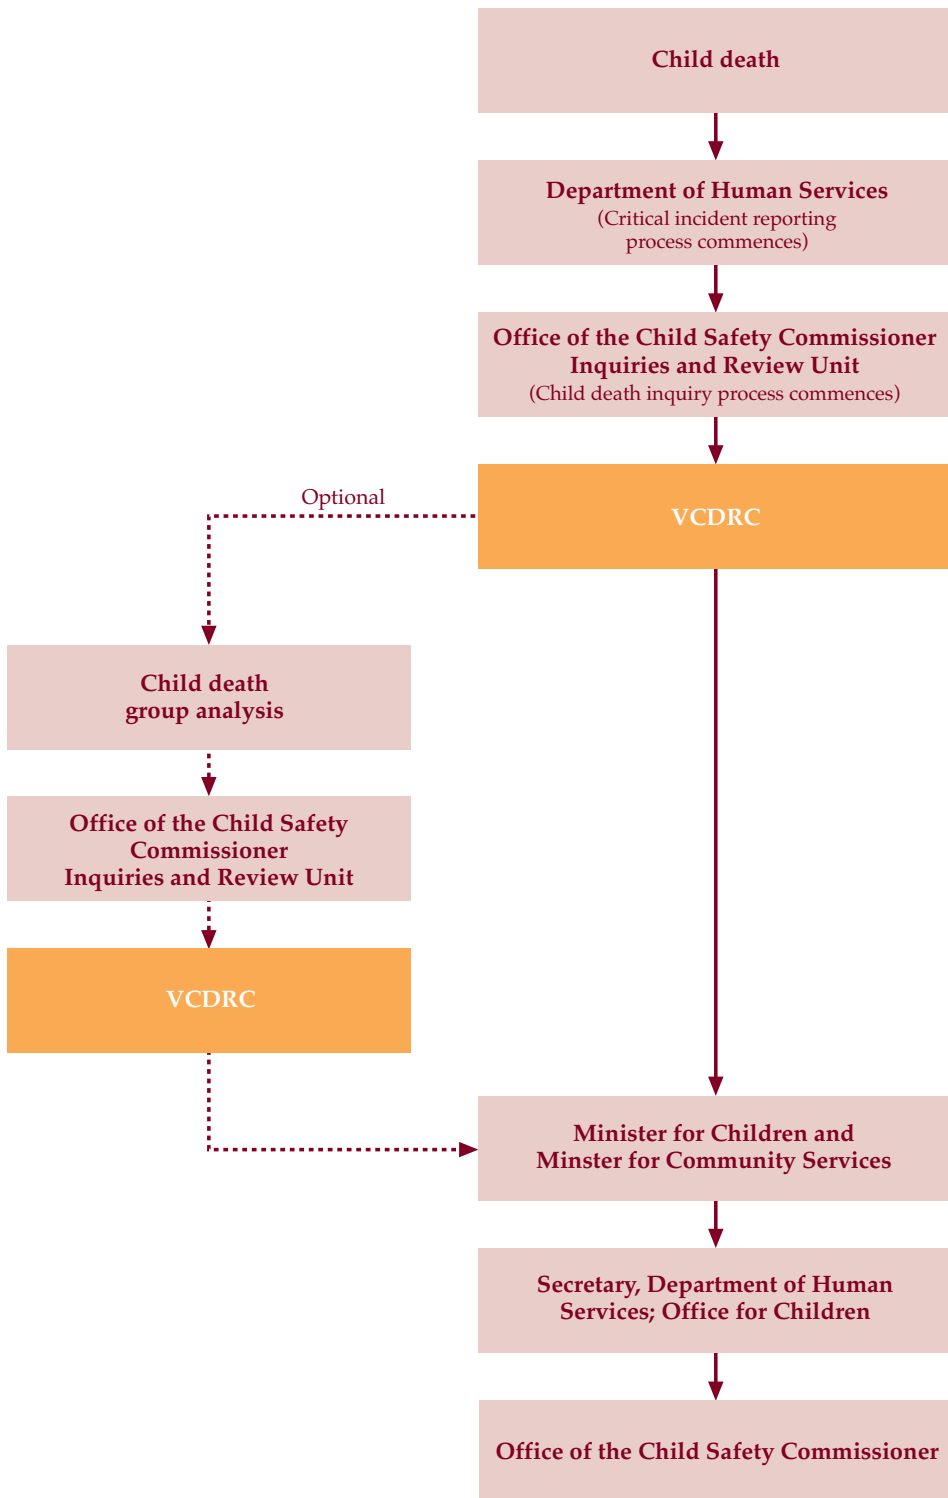 Child death
Department of Human Services
(Critical incident reporting
process commences)
Office of the Child Safety Commissioner
Inquiries and Review Unit
(Child death inquiry process commences)
Optional
VCDRC
Child death
group analysis
Office of the Child Safety
Commissioner
Inquiries and Review Unit
VCDRC
Minister for Children and
Minster for Community Services
Secretary, Department of Human
Services; Office for Children
Office of the Child Safety Commissioner